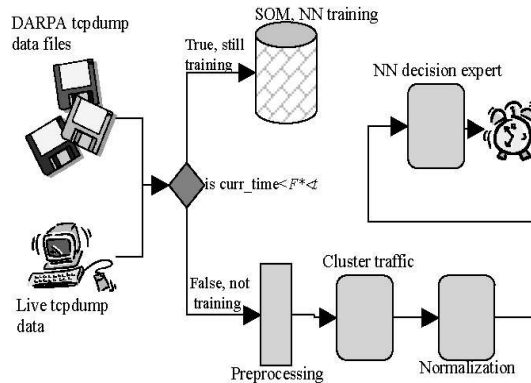 DARPA tcpdump
data files
SOM, NN training
True, still
training
NN decision expert
is curr_time<F*<t
False, not
training
Cluster traffic
Live tcpdump
data
Preprocessing
Normalization